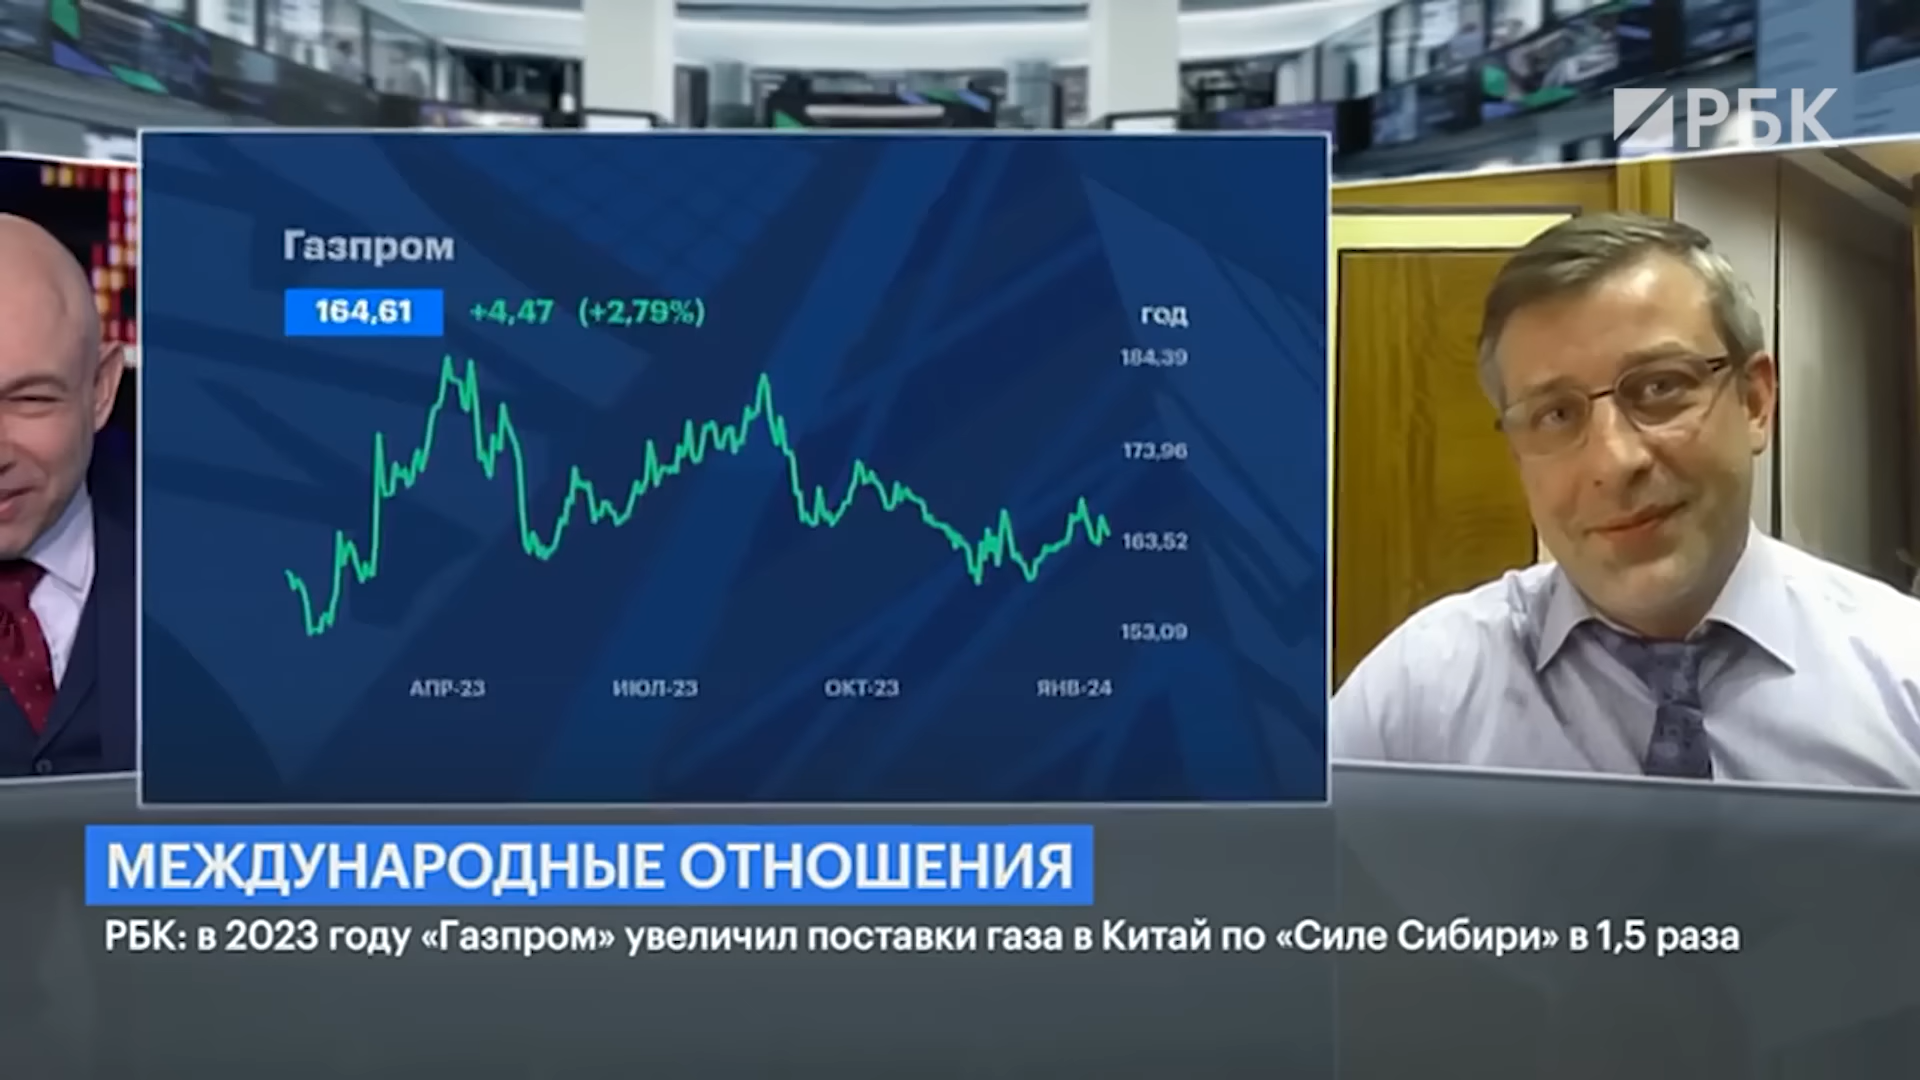 РБК
Газпром
164,61 +4,47 (+2,79%)
ГОД
184,39
173,96
163,52
153,09
АПР-23 ИЮЛ-23 ОКТ-23 ЯНВ-24
МЕЖДУНАРОДНЫЕ ОТНОШЕНИЯ
РБК: в 2023 году «Газпром» увеличил поставки газа в Китай по «Силе Сибири» в 1,5 раза